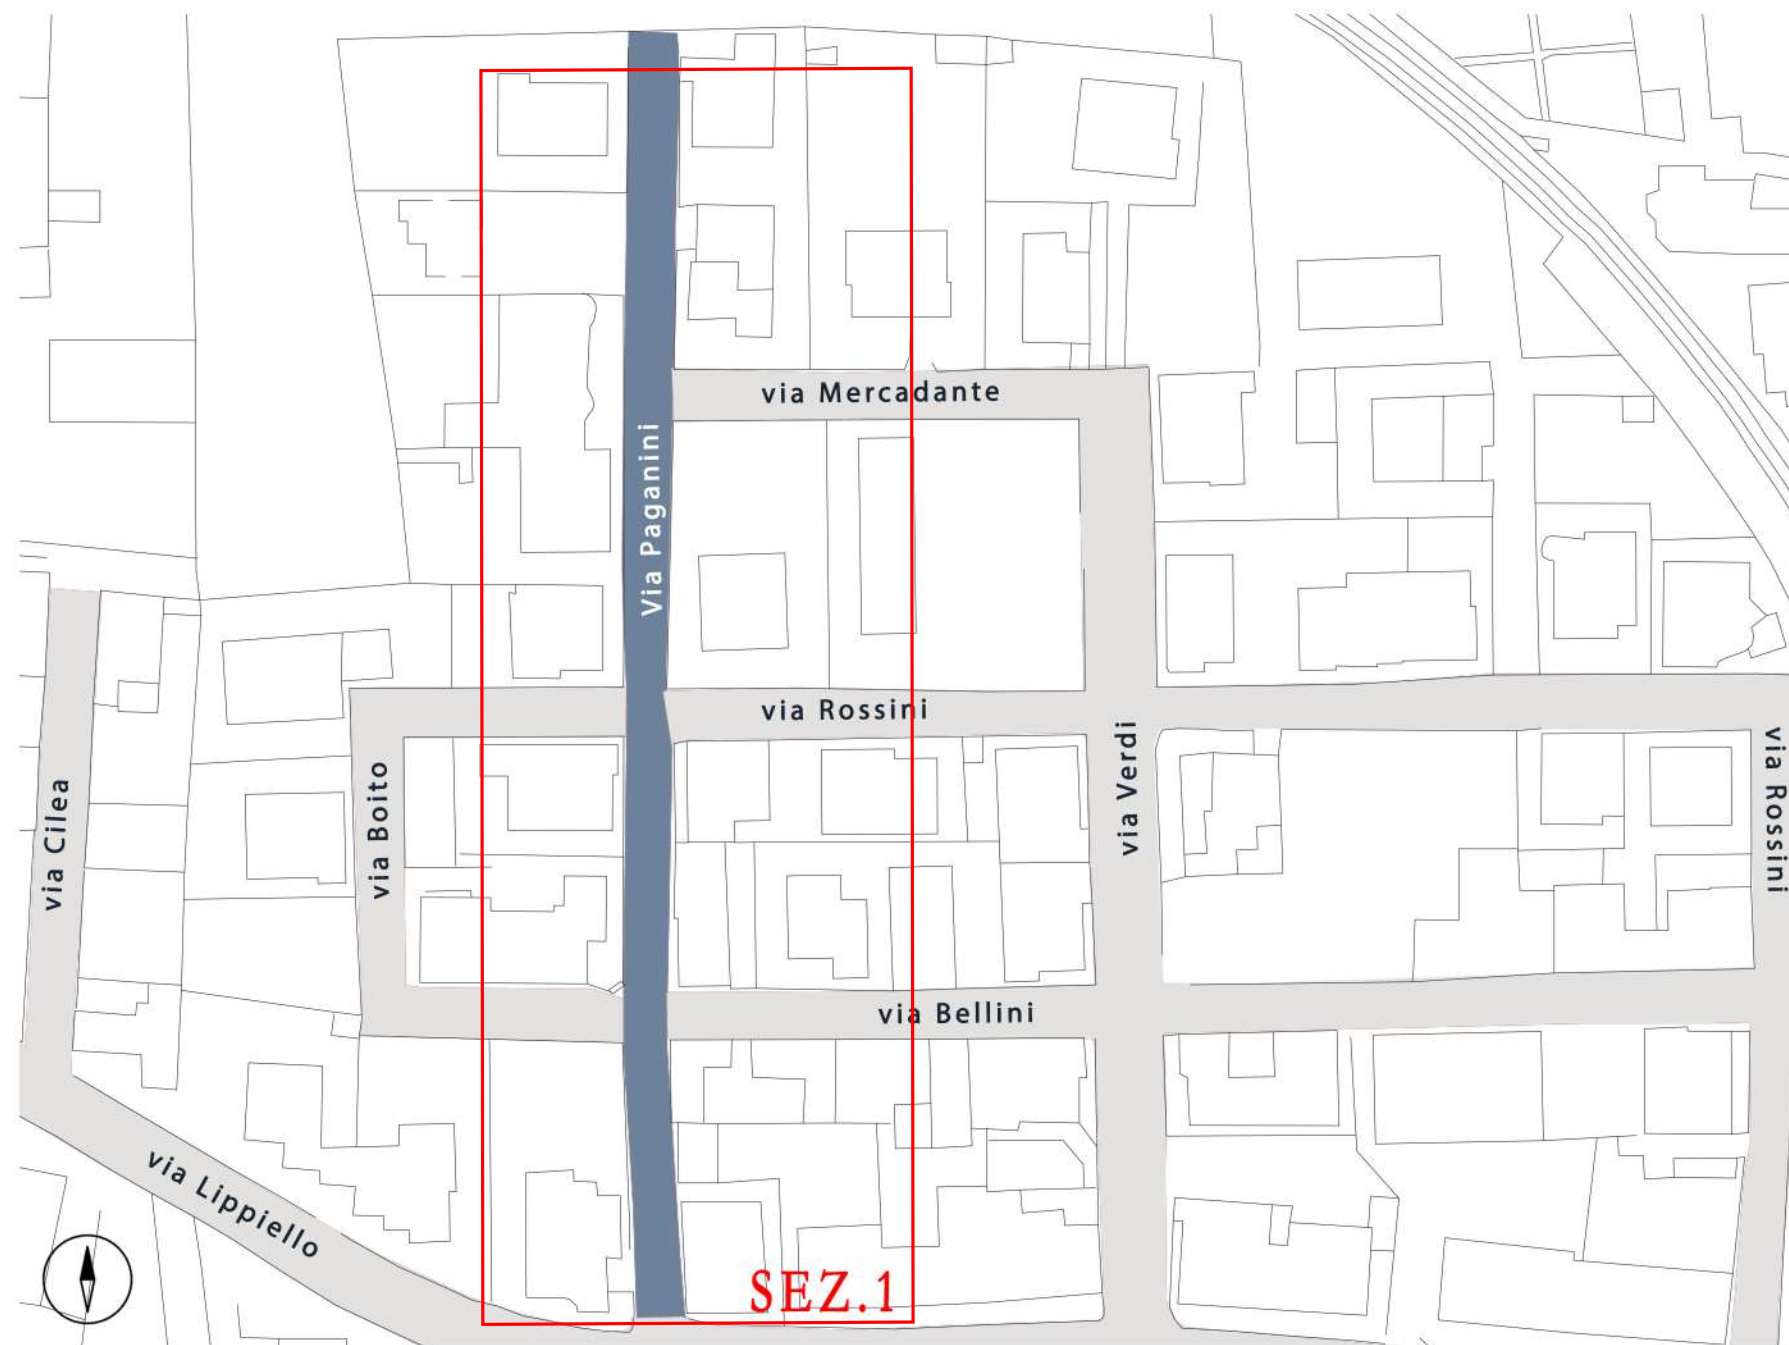 via Mercadante
Via Paganini
via Rossini
via Verdi
via Rossini
via Boito
via Cilea
via Bellini
via Lippiello
SEZ.1